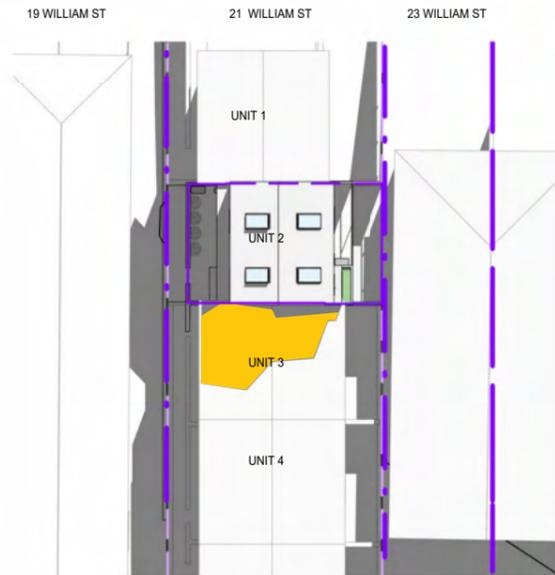 19 WILLIAM ST
21 WILLIAM ST
23 WILLIAM ST
UNIT 1
UNIT 2
UNIT 3
UNIT 4